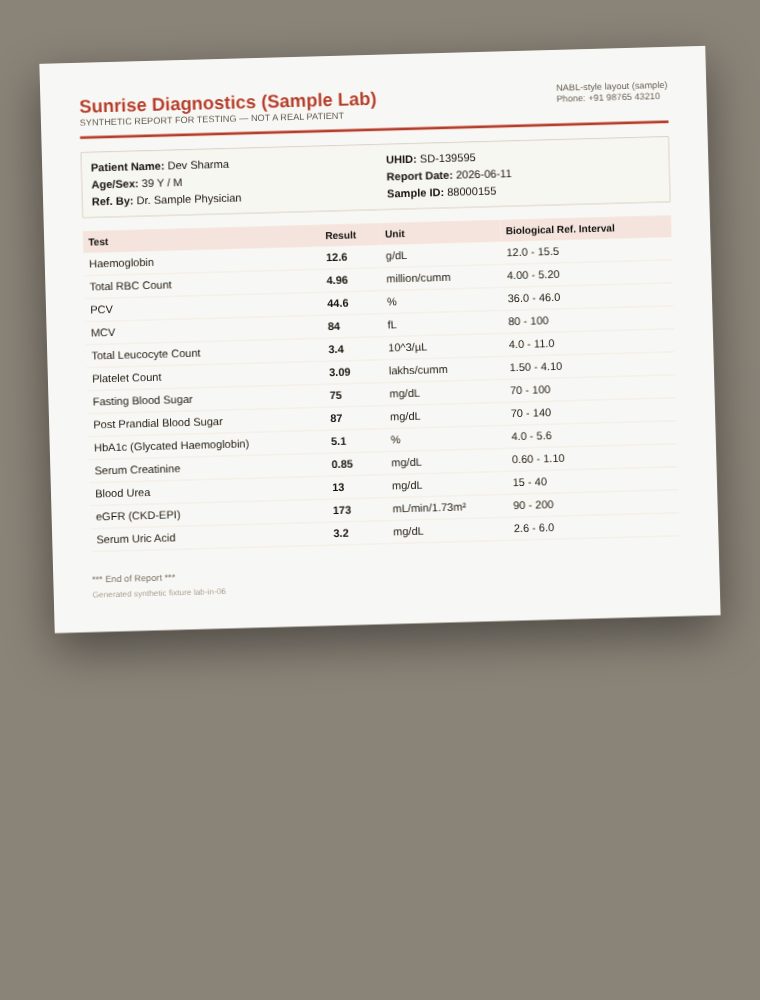 Sunrise Diagnostics (Sample Lab)
SYNTHETIC REPORT FOR TESTING — NOT A REAL PATIENT
NABL-style layout (sample)
Phone: +91 98765 43210
Patient Name: Dev Sharma
Age/Sex: 39 Y / M
Ref. By: Dr. Sample Physician
UHID: SD-139595
Report Date: 2026-06-11
Sample ID: 88000155
Test Result Unit Biological Ref. Interval
Haemoglobin 12.6 g/dL 12.0 - 15.5
Total RBC Count 4.96 million/cumm 4.00 - 5.20
PCV 44.6 % 36.0 - 46.0
MCV 84 fL 80 - 100
Total Leucocyte Count 3.4 10^3/µL 4.0 - 11.0
Platelet Count 3.09 lakhs/cumm 1.50 - 4.10
Fasting Blood Sugar 75 mg/dL 70 - 100
Post Prandial Blood Sugar 87 mg/dL 70 - 140
HbA1c (Glycated Haemoglobin) 5.1 % 4.0 - 5.6
Serum Creatinine 0.85 mg/dL 0.60 - 1.10
Blood Urea 13 mg/dL 15 - 40
eGFR (CKD-EPI) 173 mL/min/1.73m² 90 - 200
Serum Uric Acid 3.2 mg/dL 2.6 - 6.0
*** End of Report ***
Generated synthetic fixture lab-in-06